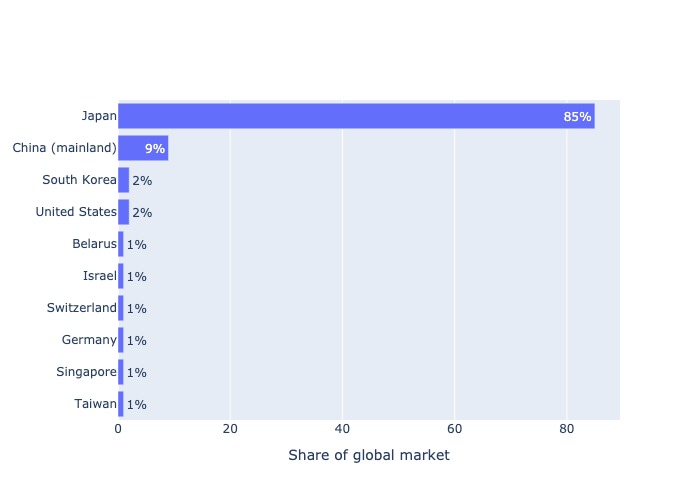 Japan 85%
China (mainland) 9%
South Korea 2%
United States 2%
Belarus 1%
Israel 1%
Switzerland 1%
Germany 1%
Singapore 1%
Taiwan 1%
0 20 40 60 80
Share of global market